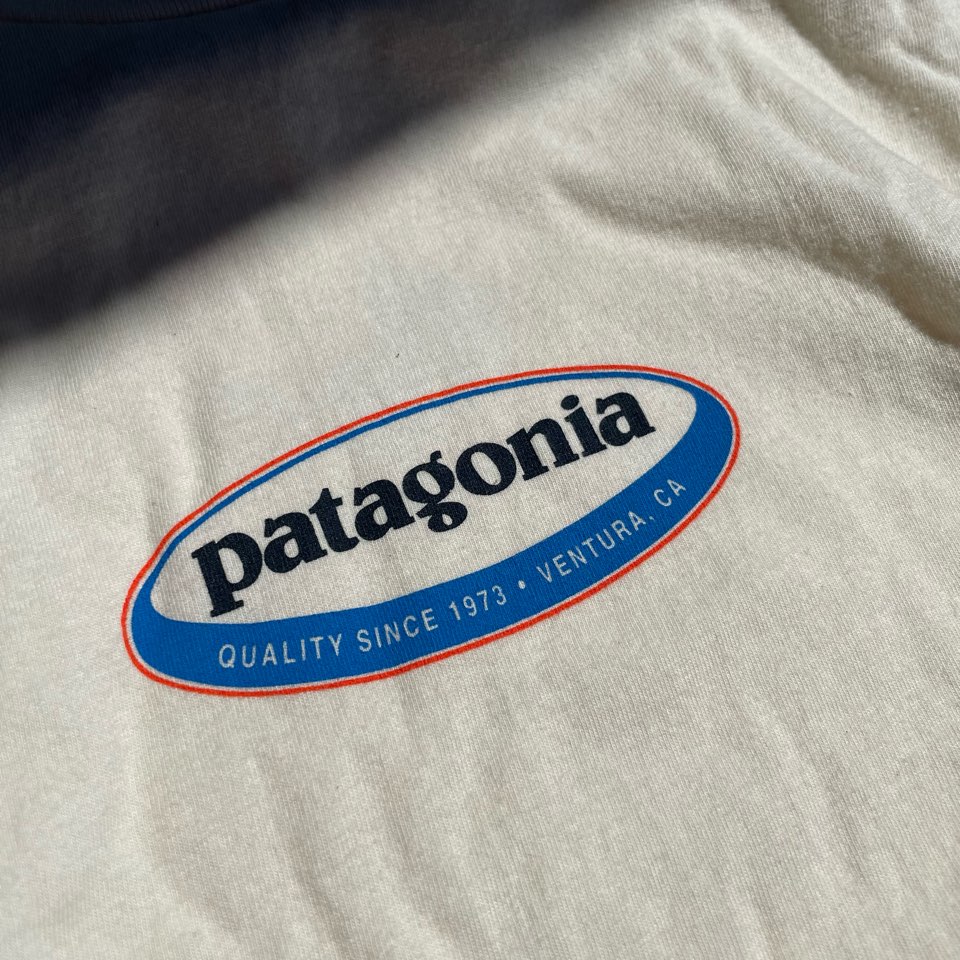 patagonia
QUALITY SINCE 1973 • VENTURA, CA